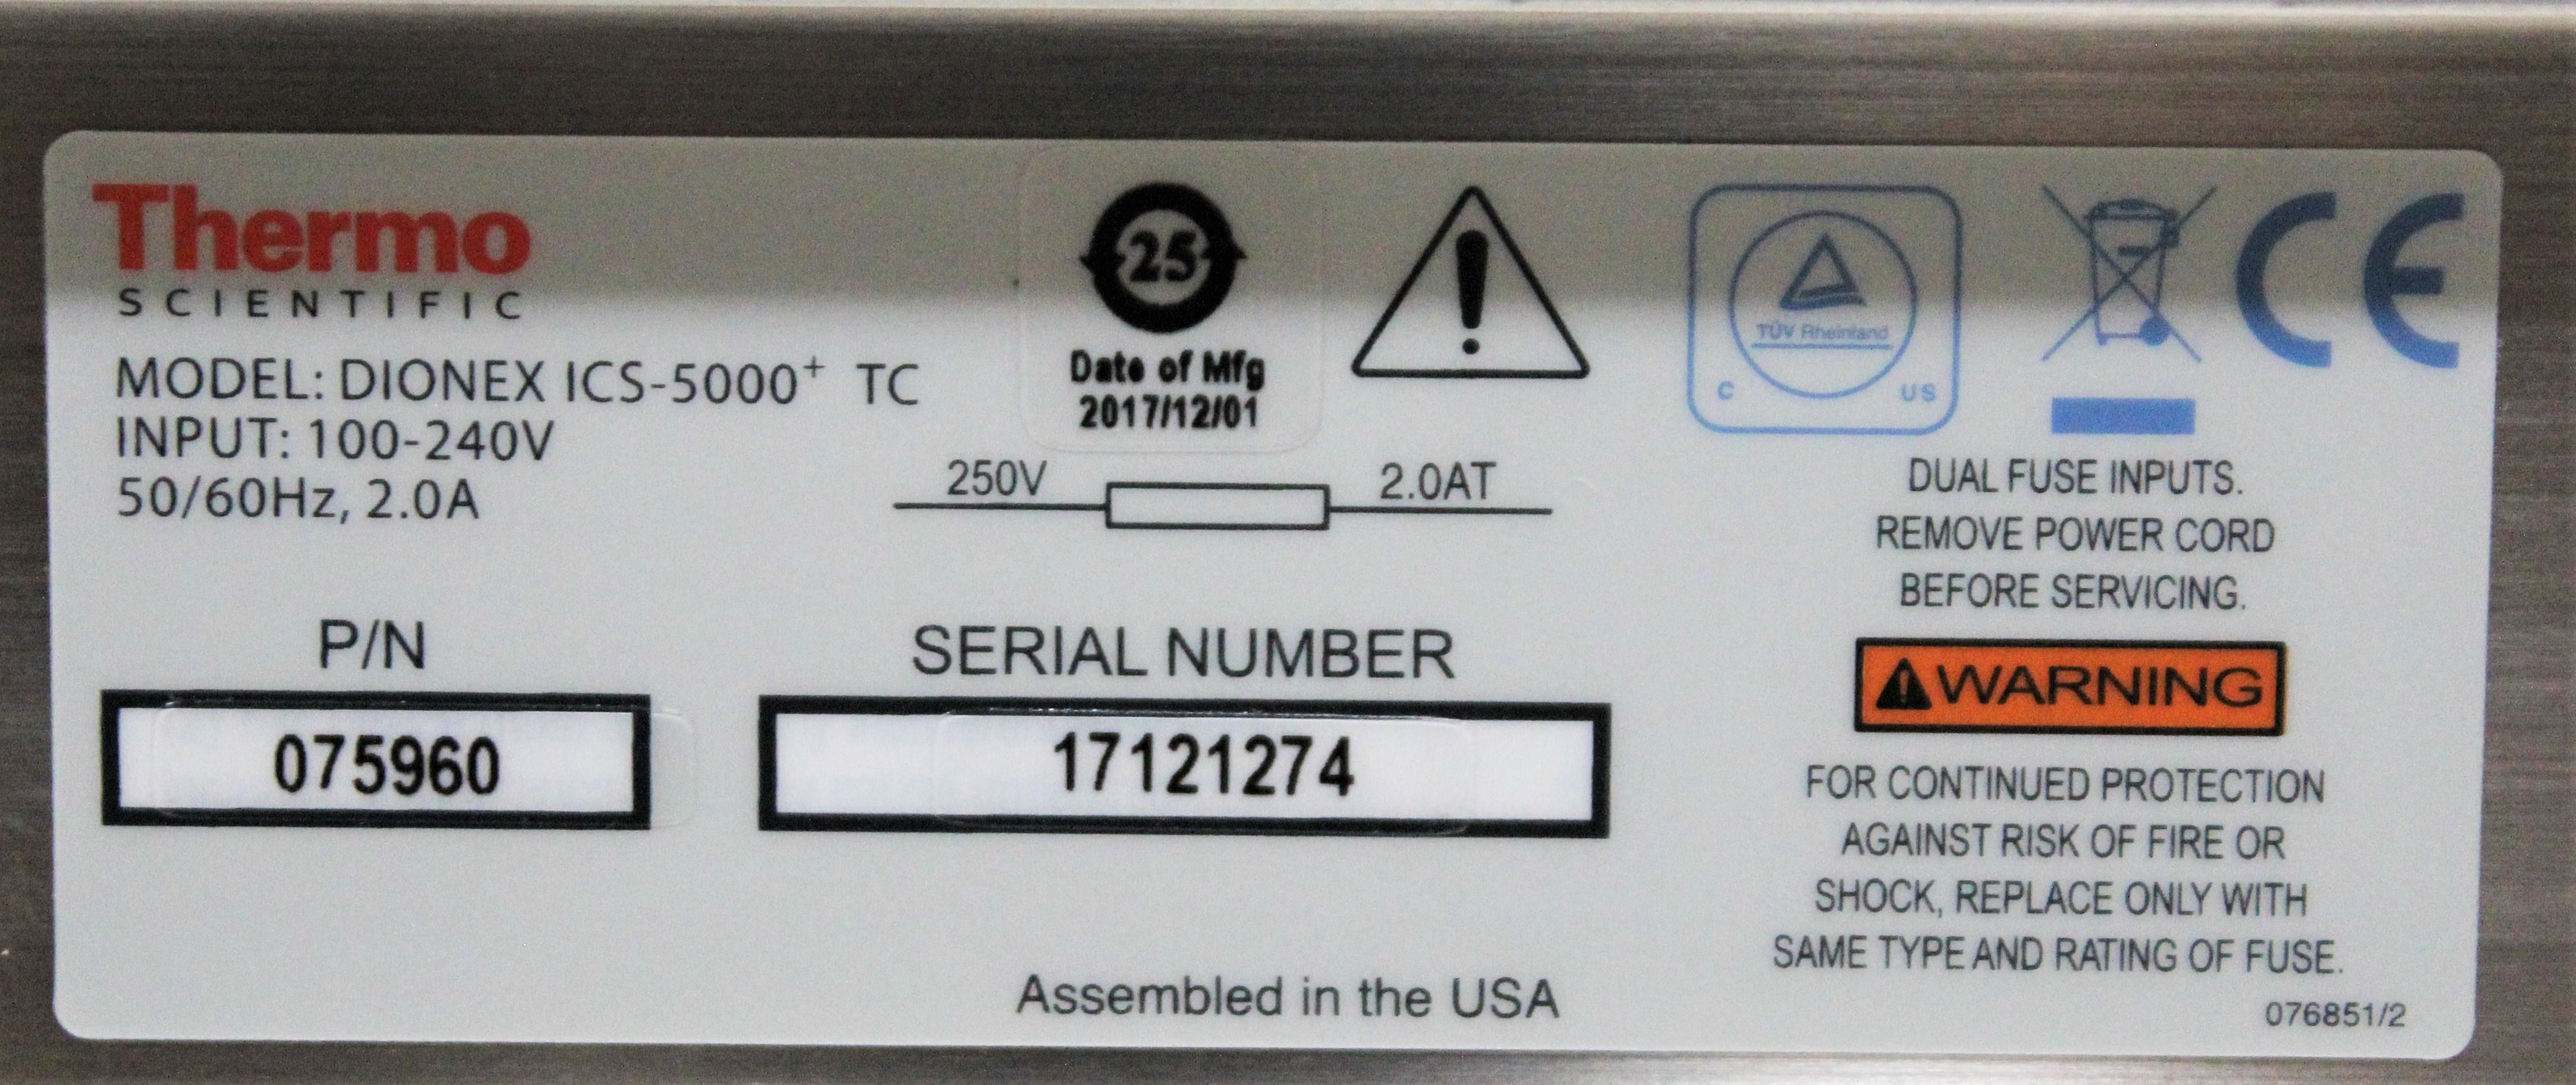 Thermo
SCIENTIFIC
MODEL: DIONEX ICS-5000⁺ TC
INPUT: 100-240V
50/60Hz, 2.0A
25
Date of Mfg
2017/12/01
250V 2.0AT
TÜV Rheinland
C US
CE
DUAL FUSE INPUTS.
REMOVE POWER CORD
BEFORE SERVICING.
WARNING
FOR CONTINUED PROTECTION
AGAINST RISK OF FIRE OR
SHOCK, REPLACE ONLY WITH
SAME TYPE AND RATING OF FUSE.
P/N
075960
SERIAL NUMBER
17121274
Assembled in the USA
076851/2